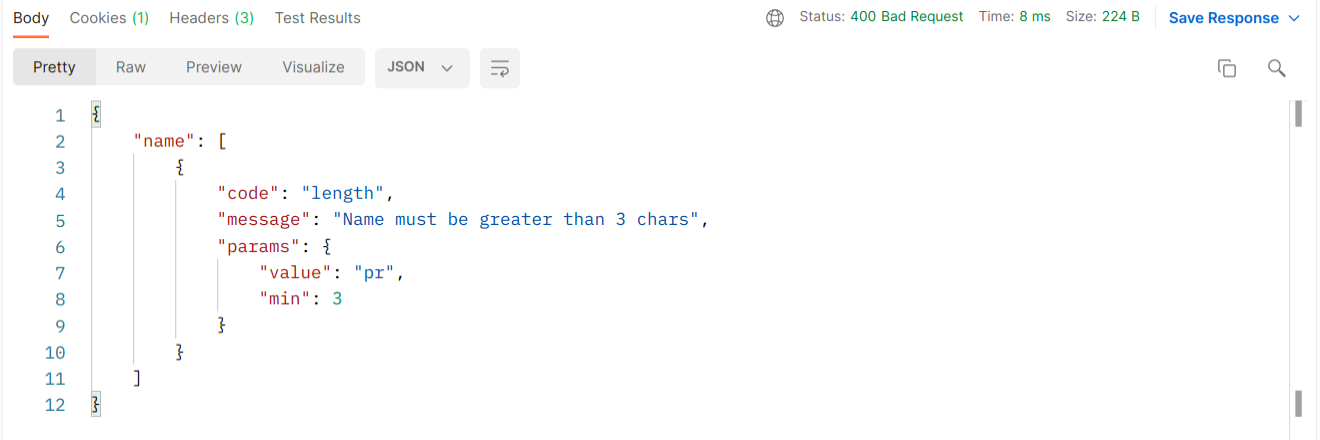 Body Cookies (1) Headers (3) Test Results Status: 400 Bad Request Time: 8 ms Size: 224 B Save Response
Pretty Raw Preview Visualize JSON
1 {
2 "name": [
3 {
4 "code": "length",
5 "message": "Name must be greater than 3 chars",
6 "params": {
7 "value": "pr",
8 "min": 3
9 }
10 }
11 ]
12 }